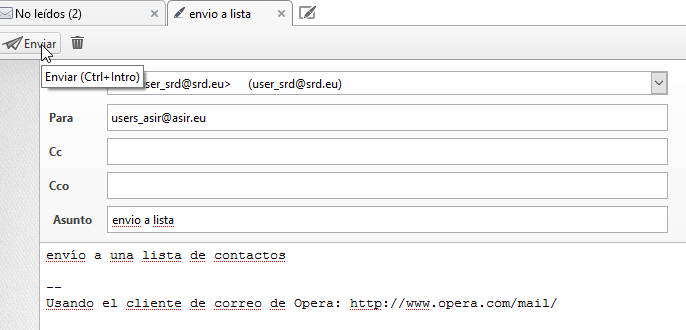 No leídos (2)
envio a lista
Enviar
Enviar (Ctrl+Intro)
user_srd@srd.eu> (user_srd@srd.eu)
Para
users_asir@asir.eu
Cc
Cco
Asunto
envio a lista
envío a una lista de contactos
--
Usando el cliente de correo de Opera: http://www.opera.com/mail/